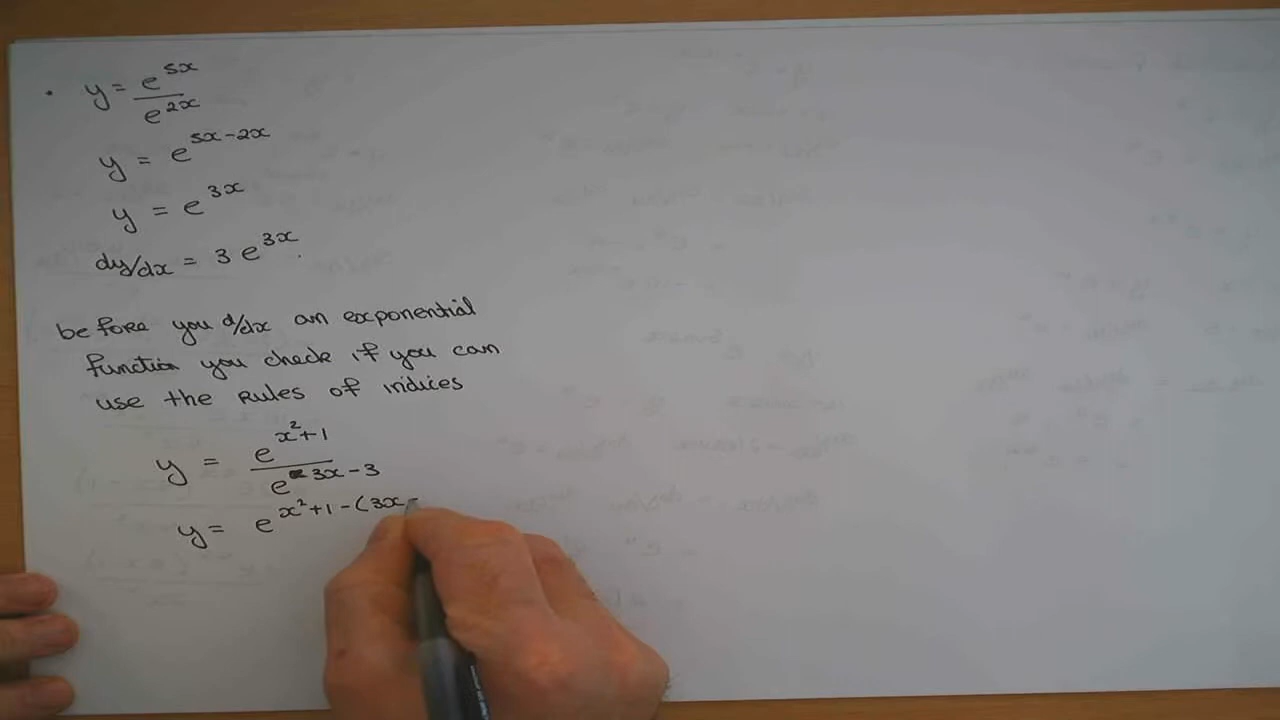 . y = e^5x / e^2x
y = e^5x-2x
y = e^3x
dy/dx = 3 e^3x.
before you d/dx an exponential
function you check if you can
use the rules of indices
y = e^x²+1 / e^3x-3
y = e^x²+1-(3x-